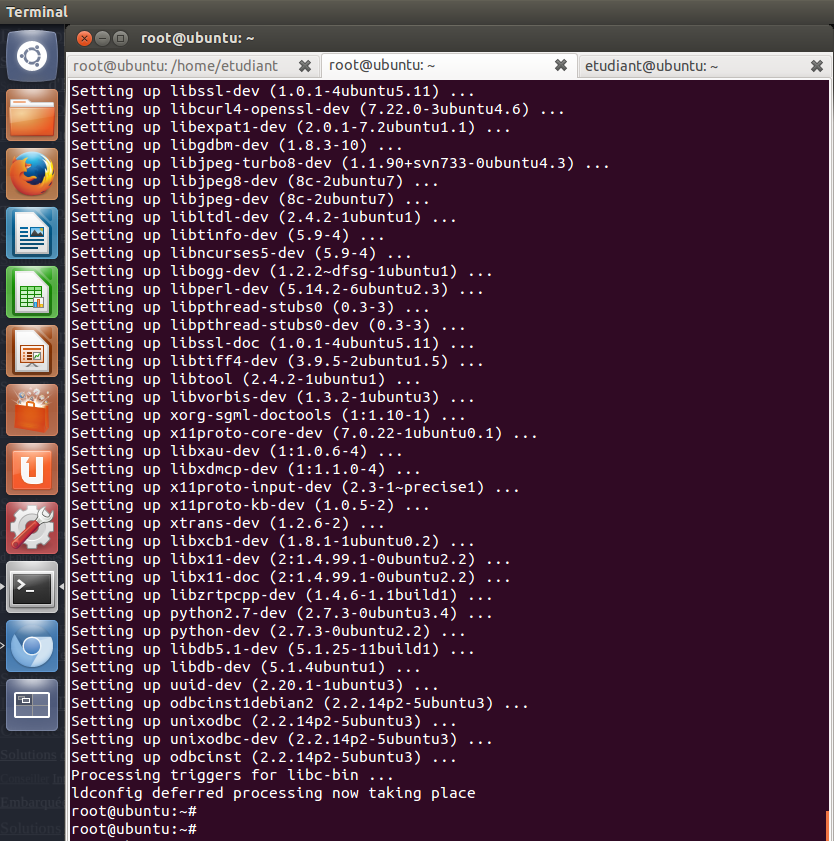 Terminal
root@ubuntu: ~
root@ubuntu: /home/etudiant
root@ubuntu: ~
etudiant@ubuntu: ~
Setting up libssl-dev (1.0.1-4ubuntu5.11) ...
Setting up libcurl4-openssl-dev (7.22.0-3ubuntu4.6) ...
Setting up libexpat1-dev (2.0.1-7.2ubuntu1.1) ...
Setting up libgdbm-dev (1.8.3-10) ...
Setting up libjpeg-turbo8-dev (1.1.90+svn733-0ubuntu4.3) ...
Setting up libjpeg8-dev (8c-2ubuntu7) ...
Setting up libjpeg-dev (8c-2ubuntu7) ...
Setting up libltdl-dev (2.4.2-1ubuntu1) ...
Setting up libtinfo-dev (5.9-4) ...
Setting up libncurses5-dev (5.9-4) ...
Setting up libogg-dev (1.2.2~dfsg-1ubuntu1) ...
Setting up libperl-dev (5.14.2-6ubuntu2.3) ...
Setting up libpthread-stubs0 (0.3-3) ...
Setting up libpthread-stubs0-dev (0.3-3) ...
Setting up libssl-doc (1.0.1-4ubuntu5.11) ...
Setting up libtiff4-dev (3.9.5-2ubuntu1.5) ...
Setting up libtool (2.4.2-1ubuntu1) ...
Setting up libvorbis-dev (1.3.2-1ubuntu3) ...
Setting up xorg-sgml-doctools (1:1.10-1) ...
Setting up x11proto-core-dev (7.0.22-1ubuntu0.1) ...
Setting up libxau-dev (1:1.0.6-4) ...
Setting up libxdmcp-dev (1:1.1.0-4) ...
Setting up x11proto-input-dev (2.3-1~precise1) ...
Setting up x11proto-kb-dev (1.0.5-2) ...
Setting up xtrans-dev (1.2.6-2) ...
Setting up libxcb1-dev (1.8.1-1ubuntu0.2) ...
Setting up libx11-dev (2:1.4.99.1-0ubuntu2.2) ...
Setting up libx11-doc (2:1.4.99.1-0ubuntu2.2) ...
Setting up libzrtpcpp-dev (1.4.6-1.1build1) ...
Setting up python2.7-dev (2.7.3-0ubuntu3.4) ...
Setting up python-dev (2.7.3-0ubuntu2.2) ...
Setting up libdb5.1-dev (5.1.25-11build1) ...
Setting up libdb-dev (5.1.4ubuntu1) ...
Setting up uuid-dev (2.20.1-1ubuntu3) ...
Setting up odbcinst1debian2 (2.2.14p2-5ubuntu3) ...
Setting up unixodbc (2.2.14p2-5ubuntu3) ...
Setting up unixodbc-dev (2.2.14p2-5ubuntu3) ...
Setting up odbcinst (2.2.14p2-5ubuntu3) ...
Processing triggers for libc-bin ...
ldconfig deferred processing now taking place
root@ubuntu:~#
root@ubuntu:~#
Solutions
Embarqué
Solutions